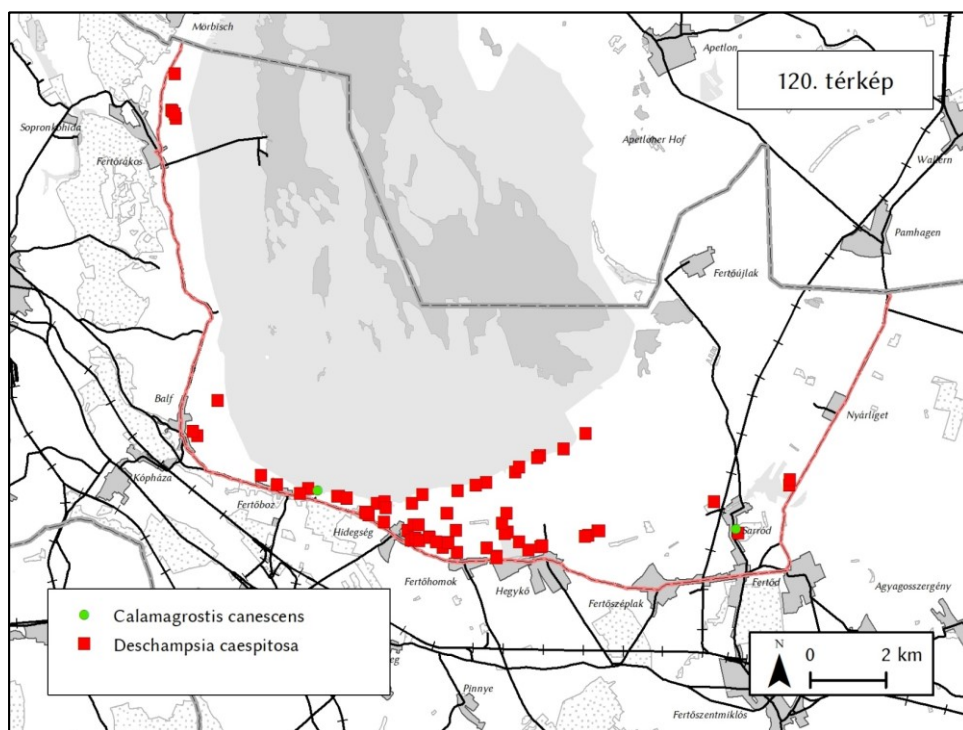 Mörbisch
Apetlon
120. térkép
Sopronkőhida
Fertőrákos
Apetloner Hof
Wallern
Pamhagen
Fertőújlak
Balf
Nyárliget
Kópháza
Fertőboz
Hidegség
Sarród
Fertőhomok
Hegykő
Fertőszéplak
Fertőd
Agyagosszergény
Calamagrostis canescens
Deschampsia caespitosa
N
0 2 km
Pinnye
Fertőszentmiklós